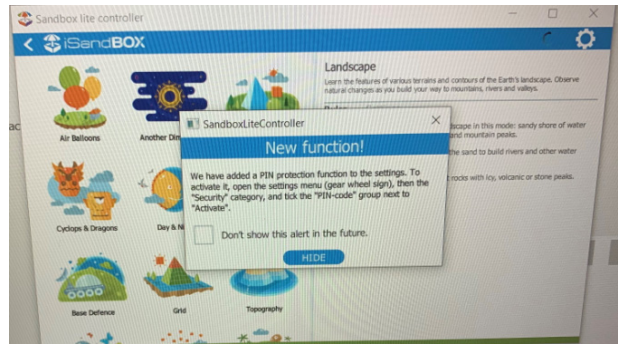 Sandbox lite controller
iSandBOX
Landscape
Learn the features of various terrains and contours of the Earth's landscape. Observe
natural changes as you build your way to mountains, rivers and valleys.
Air Balloons
Another Di
SandboxLiteController
New function!
We have added a PIN protection function to the settings. To
activate it, open the settings menu (gear wheel sign), then the
"Security" category, and tick the "PIN-code" group next to
"Activate".
Don't show this alert in the future.
HIDE
scape in this mode: sandy shore of water
and mountain peaks.
the sand to build rivers and other water
rocks with icy, volcanic or stone peaks.
Cyclops & Dragons
Day & Ni
Base Defence
Grid
Topography